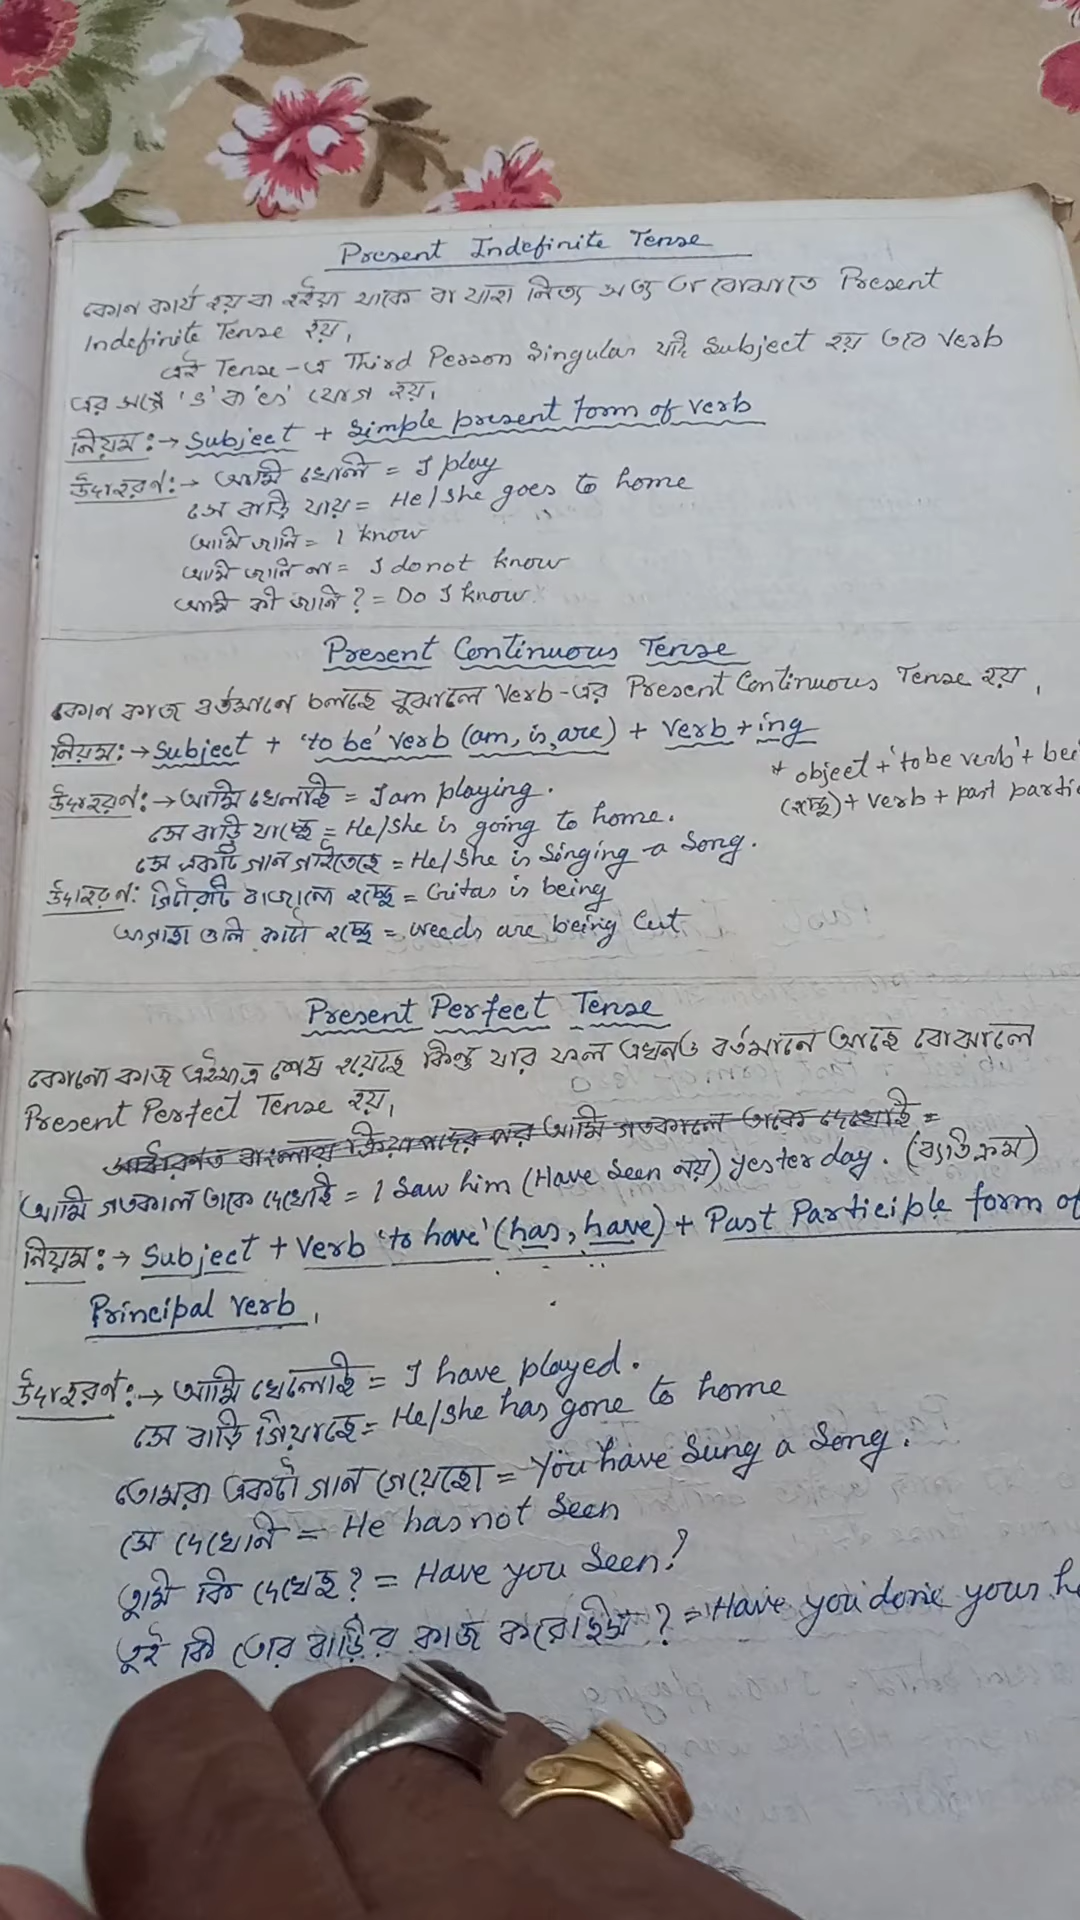 Present Indefinite Tense
কোন কার্য হয় বা হইয়া থাকে বা যাহা নিত্য সত্য তা বোঝাতে Present
Indefinite Tense হয়,
এই Tense-এ Third Person Singular যদি Subject হয় তবে Verb
এর সঙ্গে 's' বা 'es' যোগ হয়,
নিয়ম :→ Subject + Simple present form of verb
উদাহরণ :→ আমি খেলি = I play
সে বাড়ি যায় = He/She goes to home
আমি জানি = I know
আমি জানি না = I do not know
আমি কী জানি ? = Do I know.
Present Continuous Tense
কোন কাজ বর্তমানে চলছে বুঝালে Verb-এর Present Continuous Tense হয়,
নিয়ম :→ Subject + 'to be' verb (am, is, are) + verb + ing
* object + 'to be verb' + bei
(হচ্ছে) + verb + past partic
উদাহরণ :→ আমি খেলছি = I am playing.
সে বাড়ি যাচ্ছে = He/She is going to home.
সে একটি গান গাইতেছে = He/She is Singing a Song.
উদাহরণ: গিটারটি বাজানো হচ্ছে = Gitar is being
আগাছা গুলি কাটা হচ্ছে = weeds are being Cut
Present Perfect Tense
কোনো কাজ এইমাত্র শেষ হয়েছে কিন্তু যার ফল এখনও বর্তমানে আছে বোঝালে
Present Perfect Tense হয়,
আমি গতকালে তাকে দেখেছি =
আমি গতকাল তাকে দেখেছি = I Saw him (Have Seen নয়) yesterday. (ব্যতিক্রম)
নিয়ম :→ Subject + Verb 'to have' (has, have) + Past Participle form of
Principal verb,
উদাহরণ :→ আমি খেলেছি = I have played.
সে বাড়ি গিয়াছে = He/She has gone to home
তোমরা একটা গান গেয়েছো = You have Sung a Song.
সে দেখেনি = He has not Seen
তুমি কি দেখেছ ? = Have you Seen?
তুই কি তোর বাড়ির কাজ করেছিস ? = Have you done your h